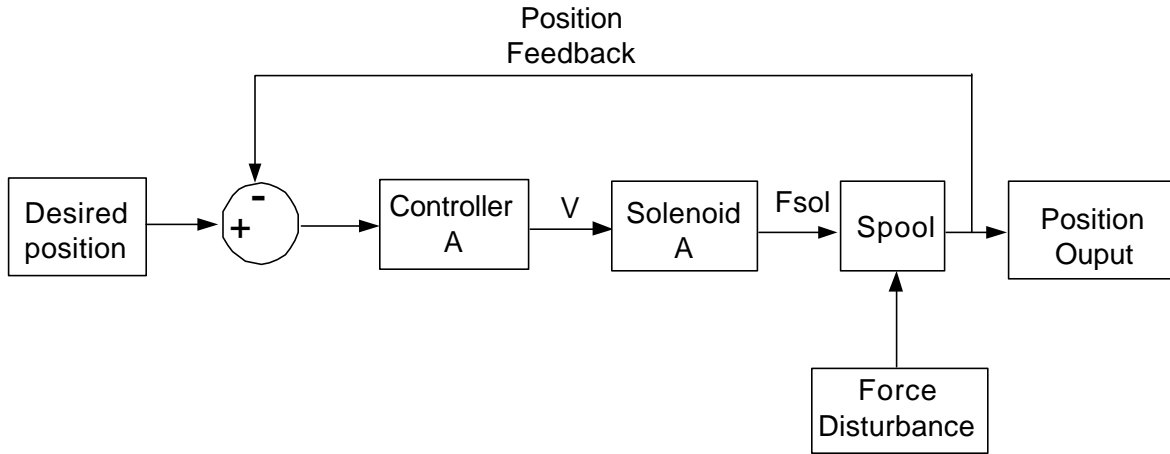 Position
Feedback
Desired
position
-
+
Controller
A
V
Solenoid
A
Fsol
Spool
Position
Ouput
Force
Disturbance